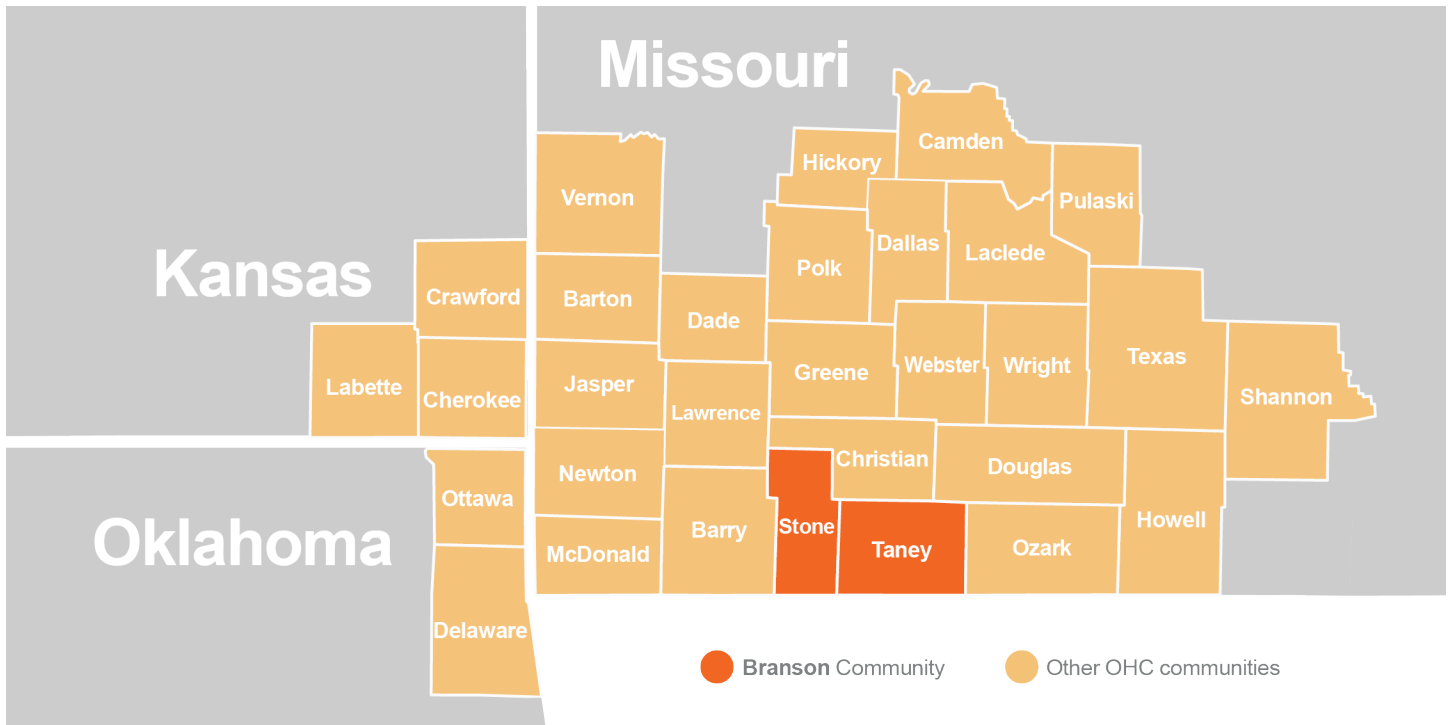 Missouri
Camden
Hickory
Pulaski
Vernon
Dallas
Laclede
Kansas
Polk
Crawford
Barton
Dade
Texas
Webster
Wright
Greene
Jasper
Labette
Cherokee
Shannon
Lawrence
Christian
Douglas
Newton
Ottawa
Howell
Stone
Barry
Oklahoma
Taney
Ozark
McDonald
Delaware
Branson Community
Other OHC communities